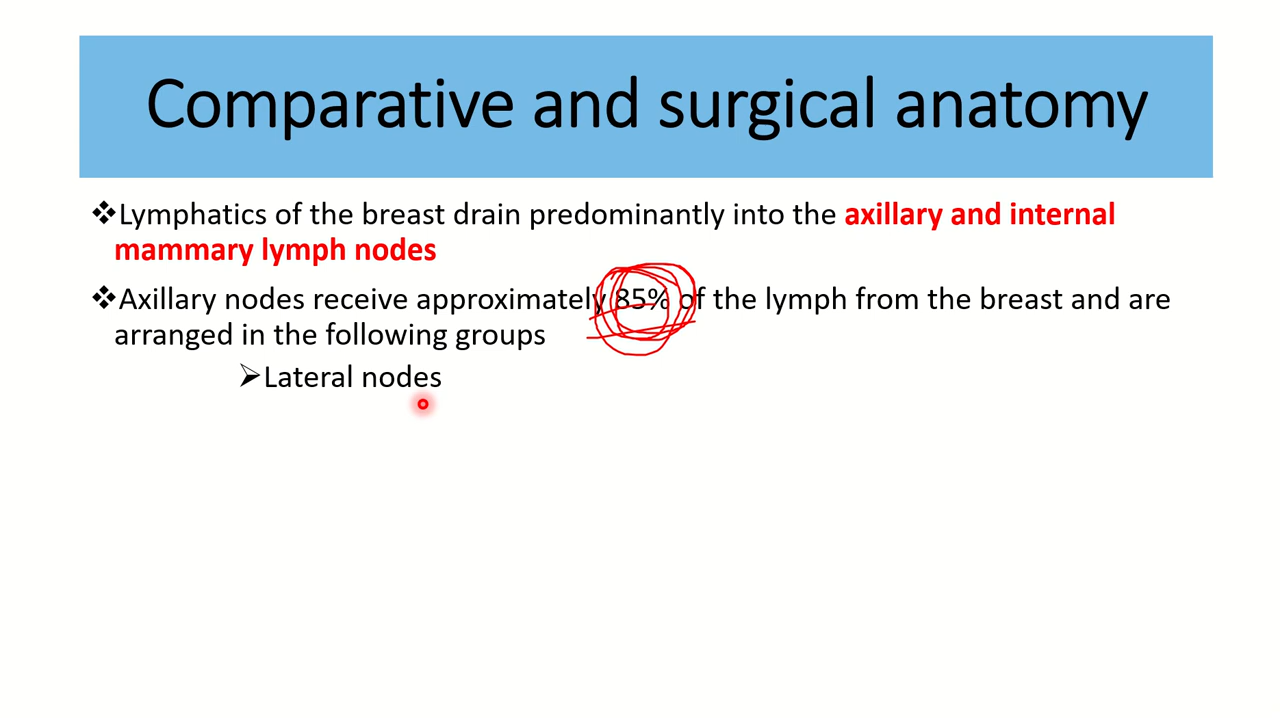 Comparative and surgical anatomy
❖Lymphatics of the breast drain predominantly into the axillary and internal
mammary lymph nodes
❖Axillary nodes receive approximately 85% of the lymph from the breast and are
arranged in the following groups
➢Lateral nodes